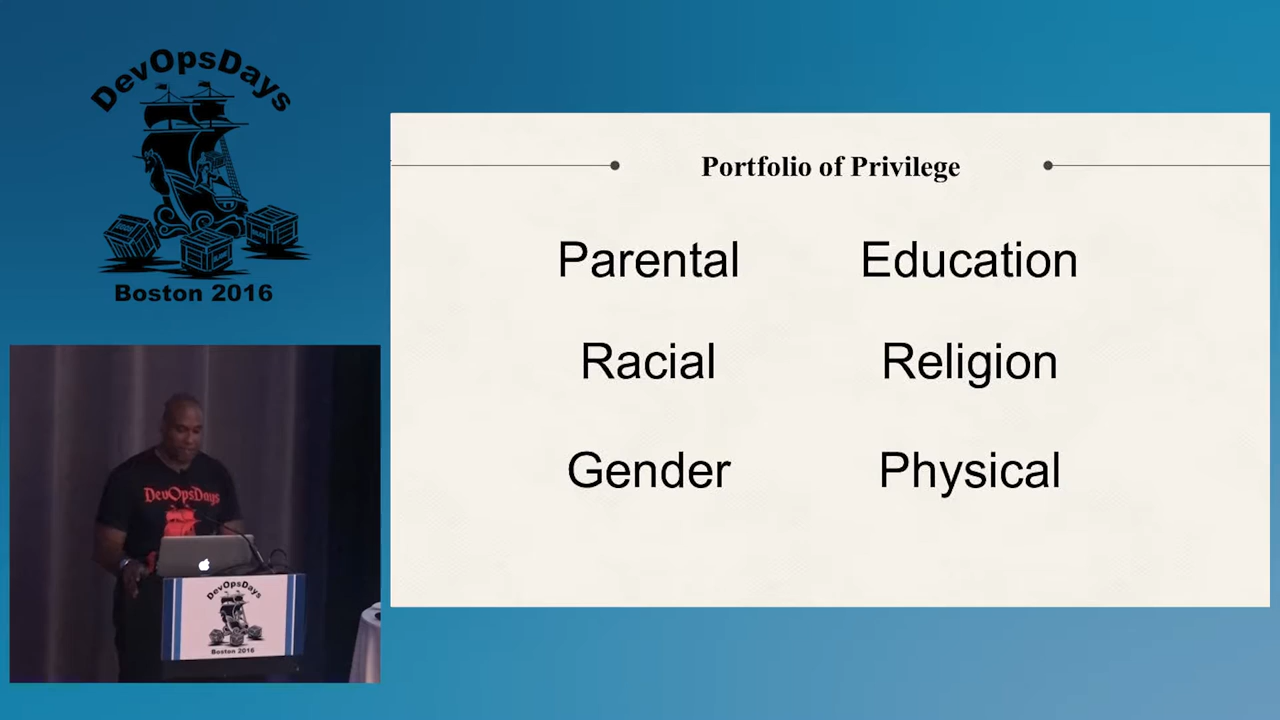 DevOpsDays
Boston 2016
Portfolio of Privilege
Parental Education
Racial Religion
Gender Physical
DevOpsDays
DevOpsDays
Boston 2016